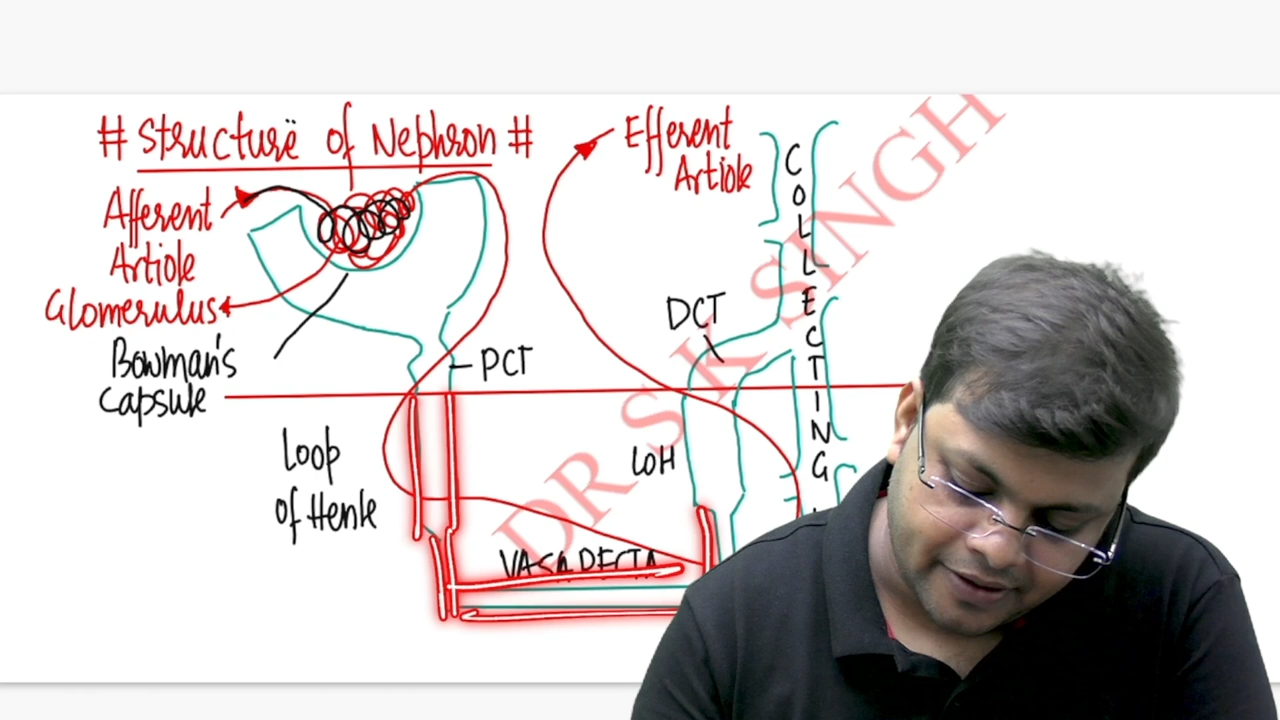 # Structure of Nephron #
Efferent
Artiole
Afferent
Artiole
Glomerulus
Bowman's
Capsule
PCT
DCT
COLLECTING
Loop
of Henle
LOH
VASA RECTA
DR S K SINGH